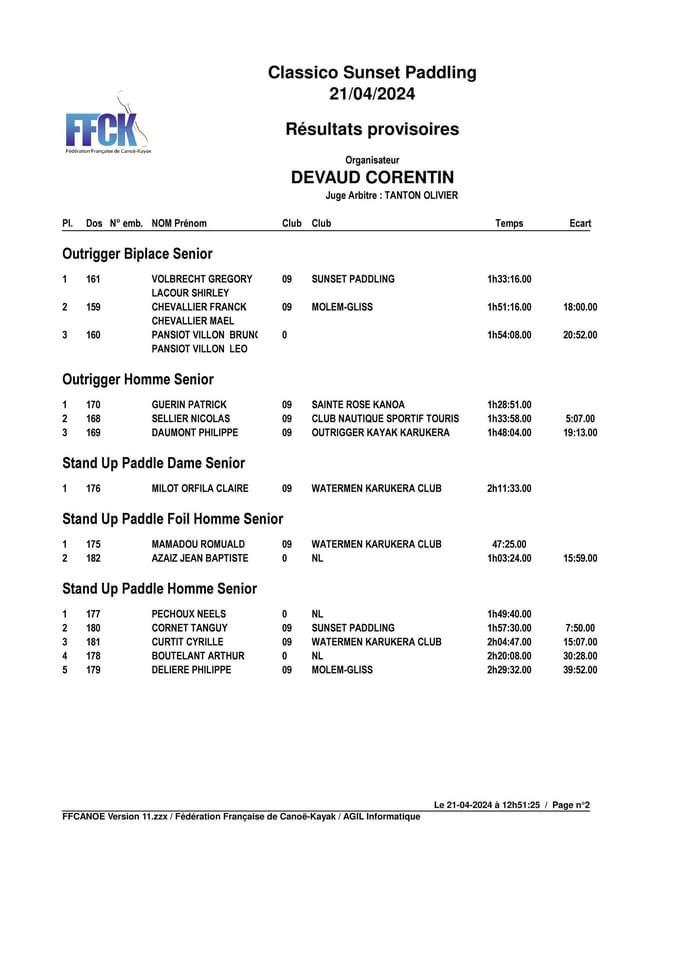 Classico Sunset Paddling
21/04/2024
FFCK
Fédération Française de Canoë-Kayak
Résultats provisoires
Organisateur
DEVAUD CORENTIN
Juge Arbitre : TANTON OLIVIER
Pl. Dos N° emb. NOM Prénom Club Club Temps Ecart
Outrigger Biplace Senior
1 161 VOLBRECHT GREGORY 09 SUNSET PADDLING 1h33:16.00
LACOUR SHIRLEY
2 159 CHEVALLIER FRANCK 09 MOLEM-GLISS 1h51:16.00 18:00.00
CHEVALLIER MAEL
3 160 PANSIOT VILLON BRUNO 0 1h54:08.00 20:52.00
PANSIOT VILLON LEO
Outrigger Homme Senior
1 170 GUERIN PATRICK 09 SAINTE ROSE KANOA 1h28:51.00
2 168 SELLIER NICOLAS 09 CLUB NAUTIQUE SPORTIF TOURIS 1h33:58.00 5:07.00
3 169 DAUMONT PHILIPPE 09 OUTRIGGER KAYAK KARUKERA 1h48:04.00 19:13.00
Stand Up Paddle Dame Senior
1 176 MILOT ORFILA CLAIRE 09 WATERMEN KARUKERA CLUB 2h11:33.00
Stand Up Paddle Foil Homme Senior
1 175 MAMADOU ROMUALD 09 WATERMEN KARUKERA CLUB 47:25.00
2 182 AZAIZ JEAN BAPTISTE 0 NL 1h03:24.00 15:59.00
Stand Up Paddle Homme Senior
1 177 PECHOUX NEELS 0 NL 1h49:40.00
2 180 CORNET TANGUY 09 SUNSET PADDLING 1h57:30.00 7:50.00
3 181 CURTIT CYRILLE 09 WATERMEN KARUKERA CLUB 2h04:47.00 15:07.00
4 178 BOUTELANT ARTHUR 0 NL 2h20:08.00 30:28.00
5 179 DELIERE PHILIPPE 09 MOLEM-GLISS 2h29:32.00 39:52.00
Le 21-04-2024 à 12h51:25 / Page n°2
FFCANOE Version 11.zzx / Fédération Française de Canoë-Kayak / AGIL Informatique